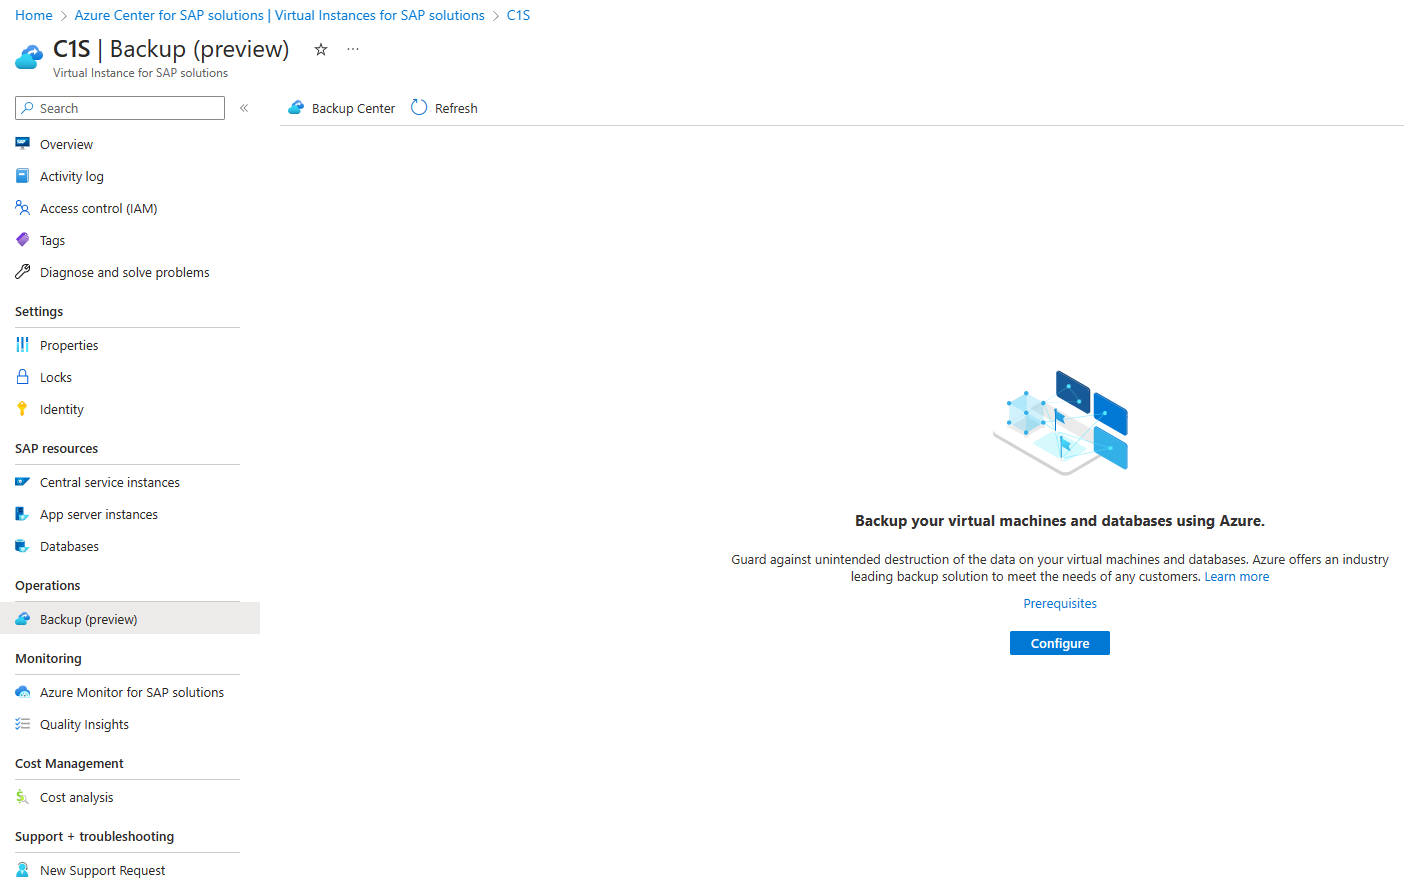 Home > Azure Center for SAP solutions | Virtual Instances for SAP solutions > C1S
C1S | Backup (preview) ☆ ···
Virtual Instance for SAP solutions
Search «
Backup Center Refresh
Overview
Activity log
Access control (IAM)
Tags
Diagnose and solve problems
Settings
Properties
Locks
Identity
SAP resources
Central service instances
App server instances
Databases
Operations
Backup (preview)
Monitoring
Azure Monitor for SAP solutions
Quality Insights
Cost Management
Cost analysis
Support + troubleshooting
New Support Request
Backup your virtual machines and databases using Azure.
Guard against unintended destruction of the data on your virtual machines and databases. Azure offers an industry
leading backup solution to meet the needs of any customers. Learn more
Prerequisites
Configure